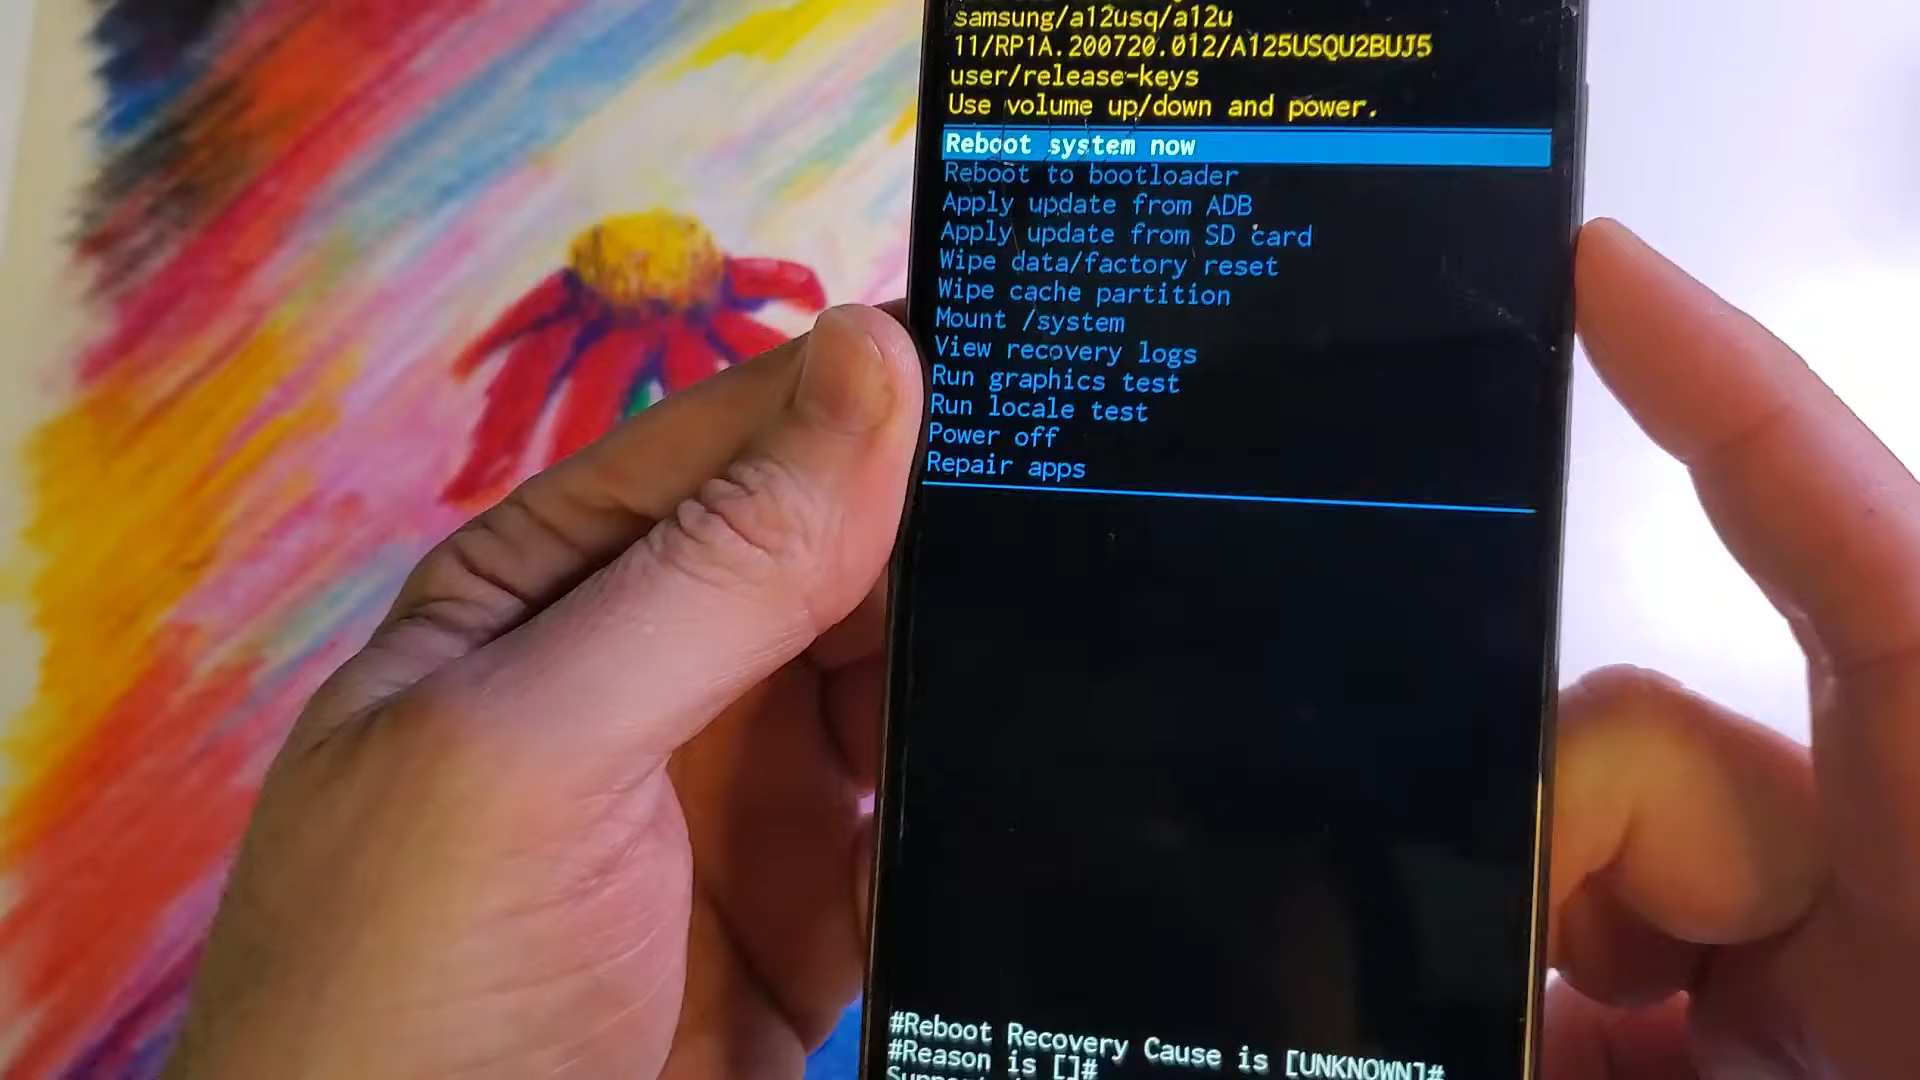 samsung/a12usq/a12u
11/RP1A.200720.012/A125USQU2BUJ5
user/release-keys
Use volume up/down and power.
Reboot system now
Reboot to bootloader
Apply update from ADB
Apply update from SD card
Wipe data/factory reset
Wipe cache partition
Mount /system
View recovery logs
Run graphics test
Run locale test
Power off
Repair apps
#Reboot Recovery Cause is [UNKNOWN]#
#Reason is []#